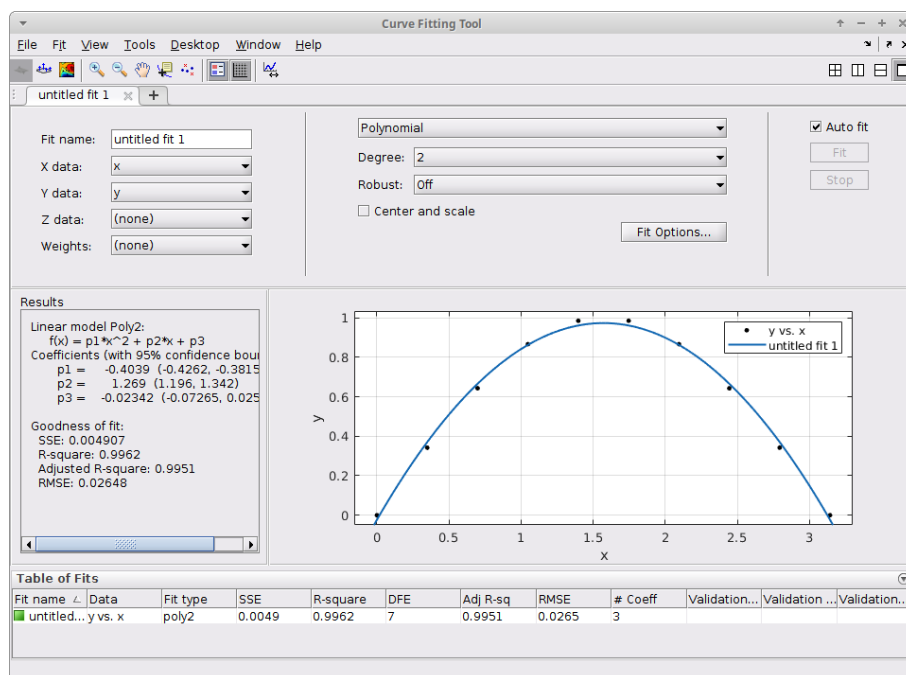 Curve Fitting Tool
File Fit View Tools Desktop Window Help
untitled fit 1
Fit name: untitled fit 1
X data: x
Y data: y
Z data: (none)
Weights: (none)
Polynomial
Degree: 2
Robust: Off
Center and scale
Fit Options...
Auto fit
Fit
Stop
Results
Linear model Poly2:
f(x) = p1*x^2 + p2*x + p3
Coefficients (with 95% confidence bour
p1 = -0.4039 (-0.4262, -0.3815
p2 = 1.269 (1.196, 1.342)
p3 = -0.02342 (-0.07265, 0.025
Goodness of fit:
SSE: 0.004907
R-square: 0.9962
Adjusted R-square: 0.9951
RMSE: 0.02648
1
0.8
0.6
0.4
0.2
0
y
0 0.5 1 1.5 2 2.5 3
x
y vs. x
untitled fit 1
Table of Fits
Fit name Data Fit type SSE R-square DFE Adj R-sq RMSE # Coeff Validation... Validation ... Validation...
untitled... y vs. x poly2 0.0049 0.9962 7 0.9951 0.0265 3